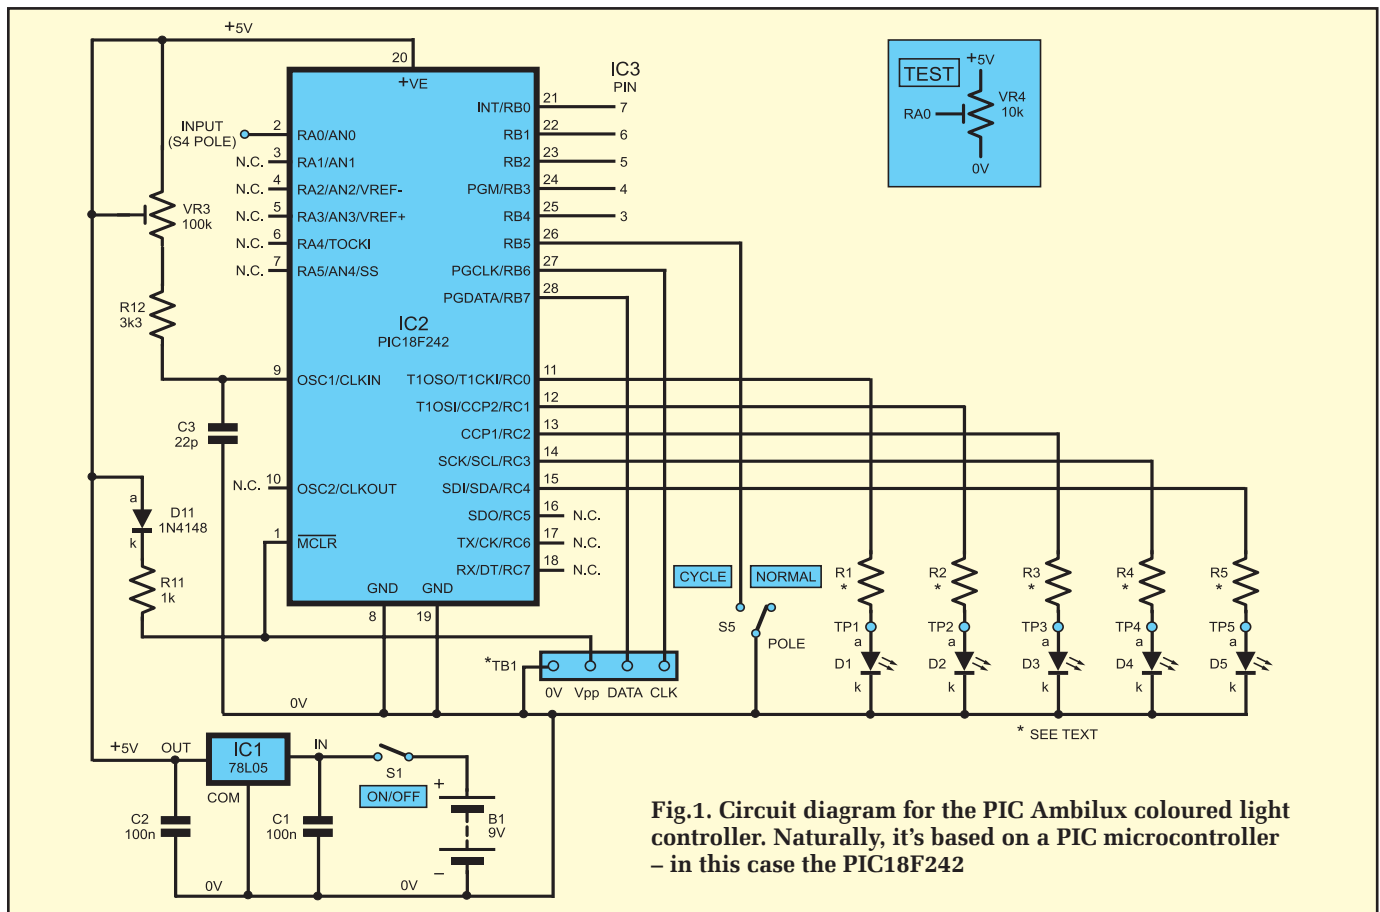 +5V
20
+VE
IC3
PIN
TEST
+5V
VR4
10k
RA0
0V
INPUT
(S4 POLE)
2
RA0/AN0
N.C.
3
RA1/AN1
N.C.
4
RA2/AN2/VREF-
N.C.
5
RA3/AN3/VREF+
N.C.
6
RA4/TOCKI
N.C.
7
RA5/AN4/SS
INT/RB0
21
7
RB1
22
6
RB2
23
5
PGM/RB3
24
4
RB4
25
3
RB5
26
PGCLK/RB6
27
PGDATA/RB7
28
VR3
100k
R12
3k3
IC2
PIC18F242
9
OSC1/CLKIN
C3
22p
N.C.
10
OSC2/CLKOUT
1
MCLR
T1OSO/T1CKI/RC0
11
T1OSI/CCP2/RC1
12
CCP1/RC2
13
SCK/SCL/RC3
14
SDI/SDA/RC4
15
SDO/RC5
16
N.C.
TX/CK/RC6
17
N.C.
RX/DT/RC7
18
N.C.
GND
GND
8
19
a
D11
1N4148
k
R11
1k
CYCLE
NORMAL
S5
POLE
R1
*
R2
*
R3
*
R4
*
R5
*
TP1
TP2
TP3
TP4
TP5
a
a
a
a
a
D1
D2
D3
D4
D5
k
k
k
k
k
*TB1
0V
Vpp
DATA
CLK
0V
* SEE TEXT
+5V
OUT
IC1
78L05
IN
COM
S1
ON/OFF
C2
100n
C1
100n
+
B1
9V
−
0V
0V
Fig.1. Circuit diagram for the PIC Ambilux coloured light
controller. Naturally, it's based on a PIC microcontroller
– in this case the PIC18F242